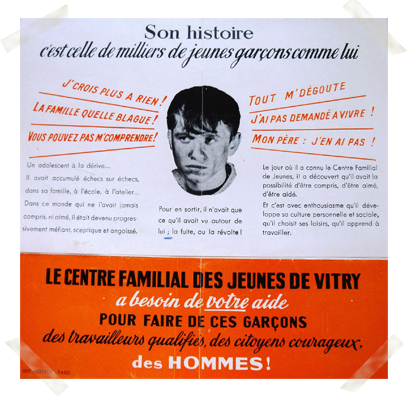 Son histoire
c'est celle de milliers de jeunes garçons comme lui
J'CROIS PLUS A RIEN !
LA FAMILLE QUELLE BLAGUE !
VOUS POUVEZ PAS M'COMPRENDRE!
TOUT M'DÉGOUTE
J'AI PAS DEMANDÉ A VIVRE !
MON PÈRE : J'EN AI PAS !
Un adolescent à la dérive...
Il avait accumulé échecs sur échecs,
dans sa famille, à l'école, à l'atelier...
Dans ce monde qui ne l'avait jamais
compris, ni aimé, il était devenu progres-
sivement méfiant, sceptique et angoissé.
Pour en sortir, il n'avait que
ce qu'il avait vu autour de
lui ; la fuite, ou la révolte !
Le jour où il a connu le Centre Familial
de Jeunes, il a découvert qu'il avait la
possibilité d'être compris, d'être aimé,
d'être aidé.
Et c'est avec enthousiasme qu'il déve-
loppe sa culture personnelle et sociale,
qu'il choisit ses loisirs, qu'il apprend à
travailler.
LE CENTRE FAMILIAL DES JEUNES DE VITRY
a besoin de votre aide
POUR FAIRE DE CES GARÇONS
des travailleurs qualifiés, des citoyens courageux,
des HOMMES !